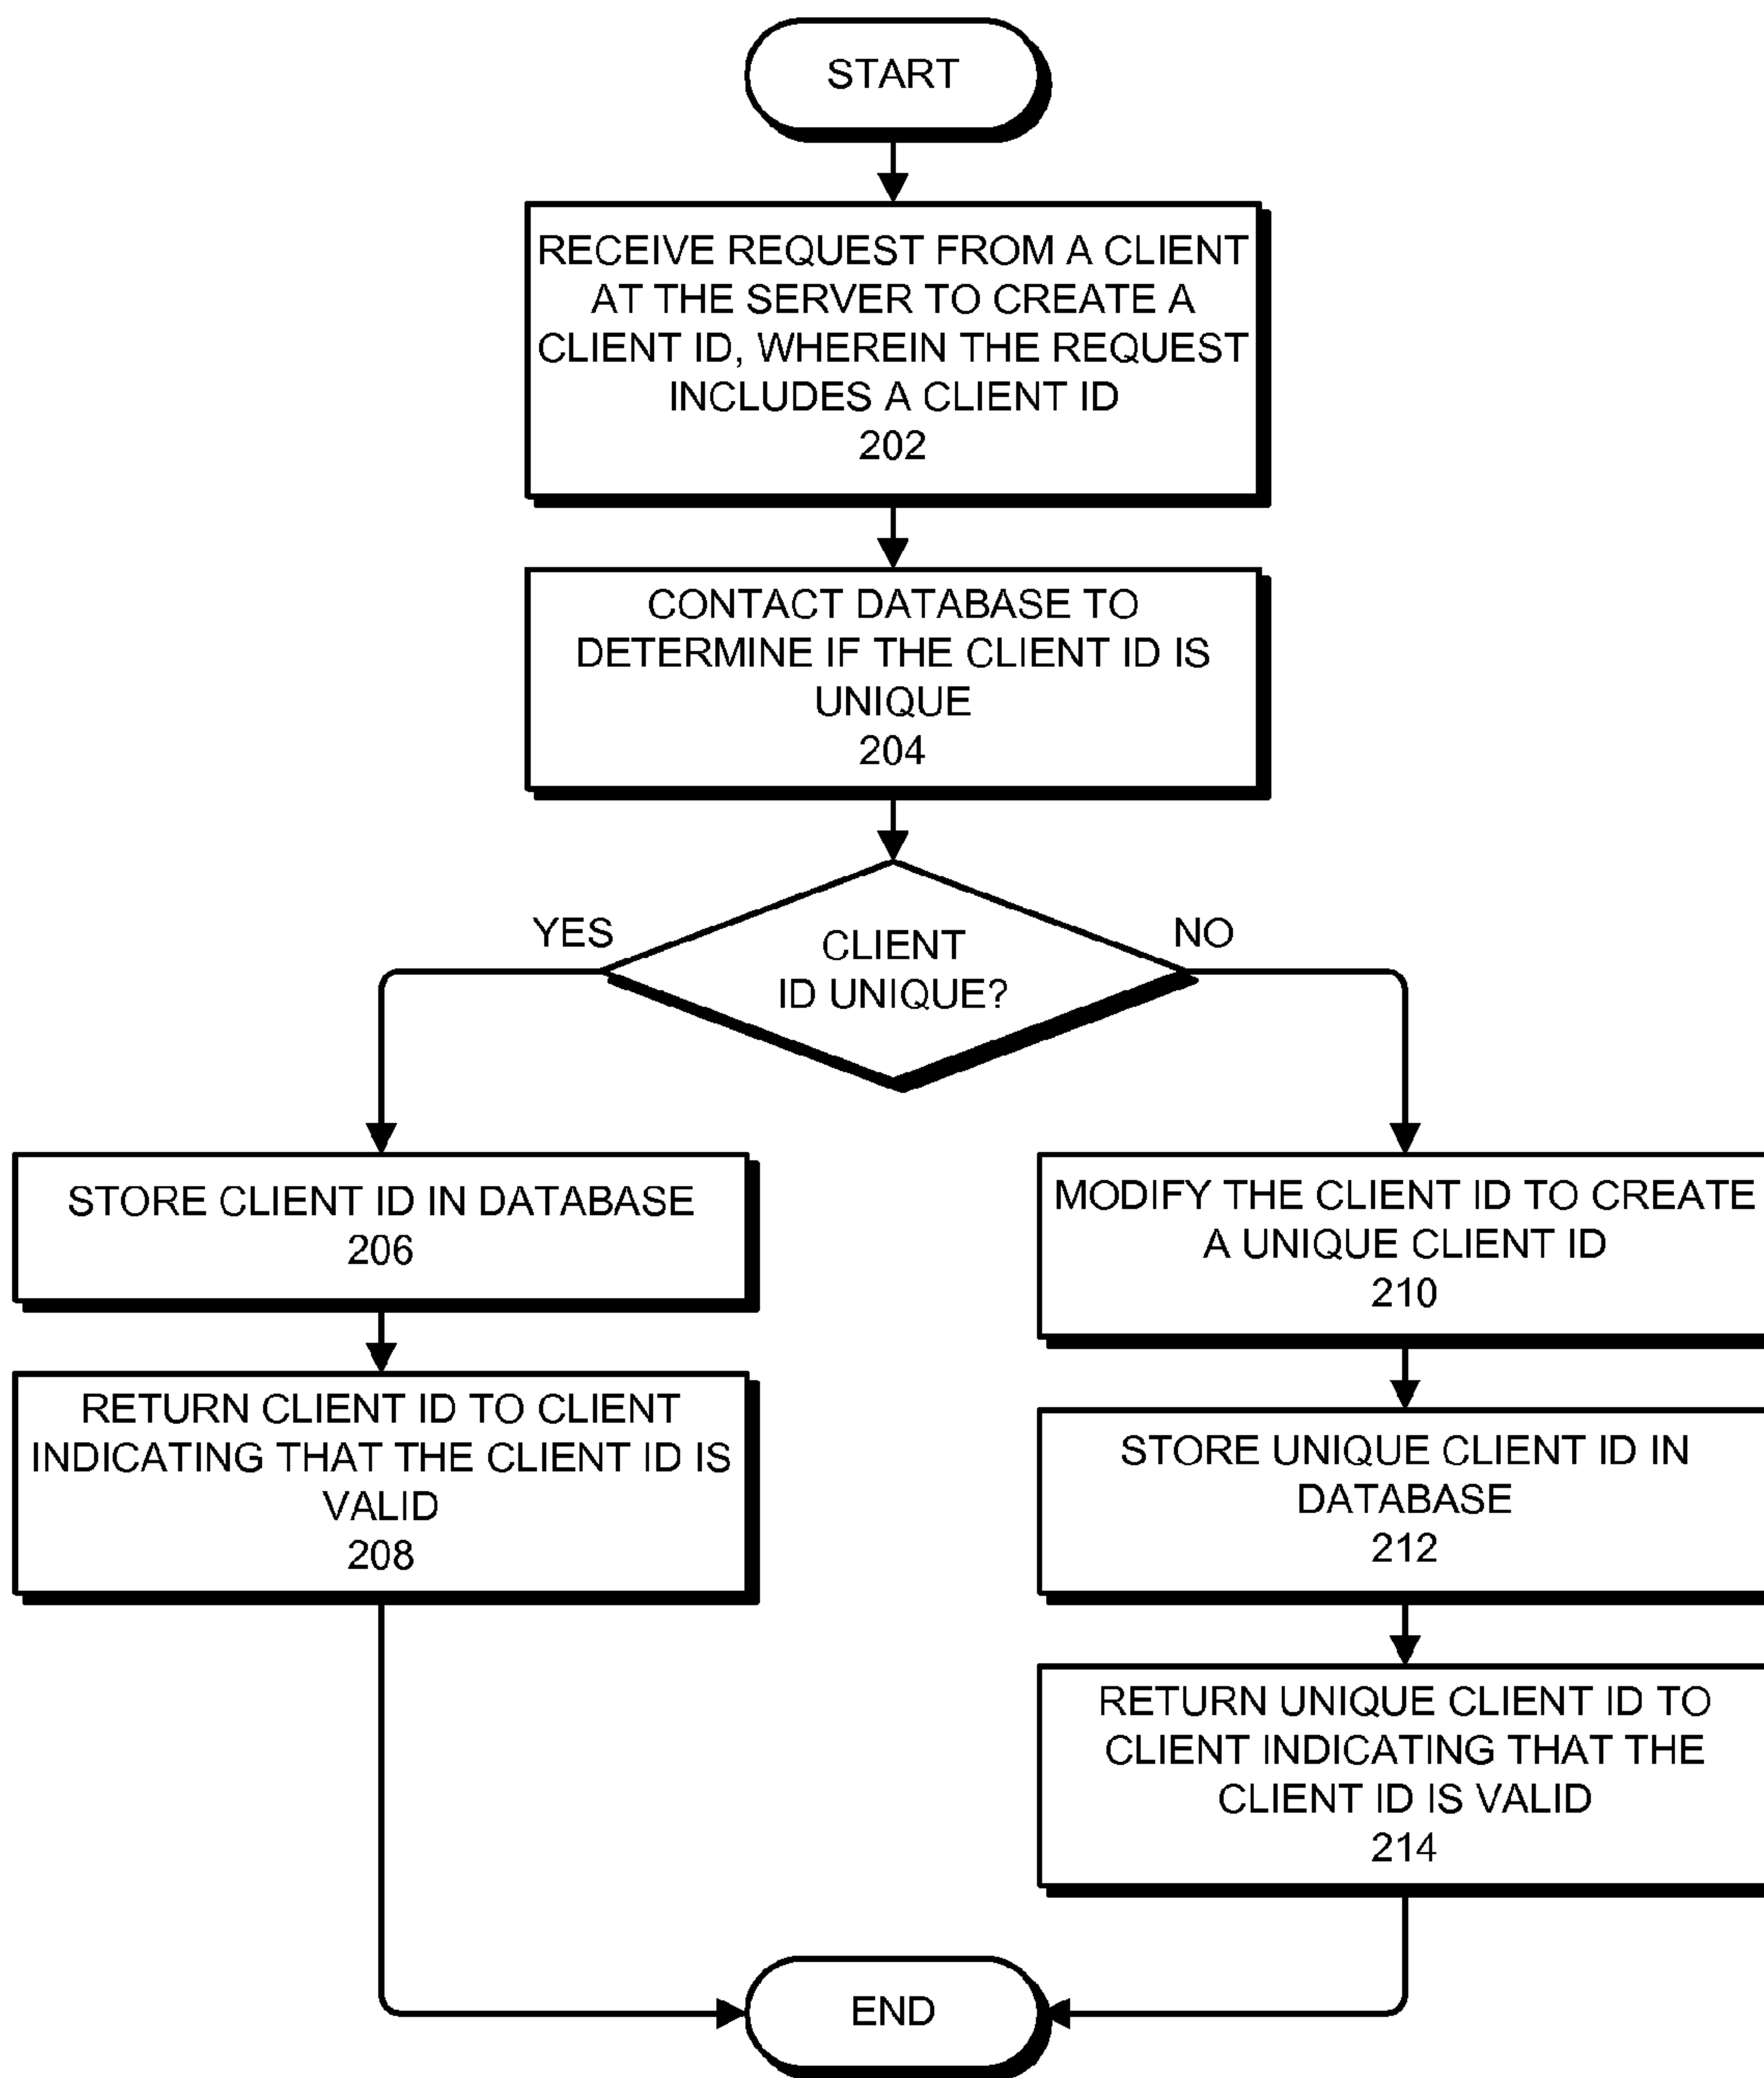 START
RECEIVE REQUEST FROM A CLIENT
AT THE SERVER TO CREATE A
CLIENT ID, WHEREIN THE REQUEST
INCLUDES A CLIENT ID
202
CONTACT DATABASE TO
DETERMINE IF THE CLIENT ID IS
UNIQUE
204
YES
NO
CLIENT
ID UNIQUE?
STORE CLIENT ID IN DATABASE
206
RETURN CLIENT ID TO CLIENT
INDICATING THAT THE CLIENT ID IS
VALID
208
MODIFY THE CLIENT ID TO CREATE
A UNIQUE CLIENT ID
210
STORE UNIQUE CLIENT ID IN
DATABASE
212
RETURN UNIQUE CLIENT ID TO
CLIENT INDICATING THAT THE
CLIENT ID IS VALID
214
END